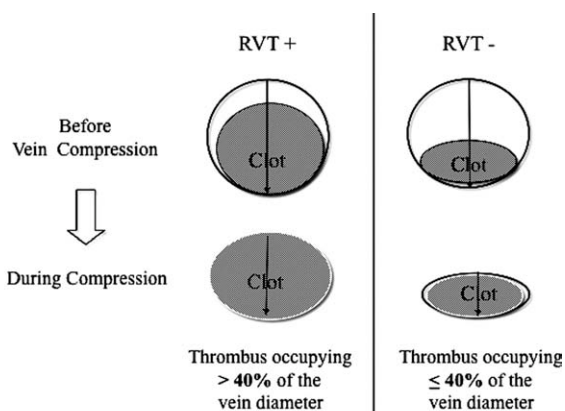 RVT +
RVT -
Before
Vein Compression
Clot
Clot
During Compression
Clot
Clot
Thrombus occupying
> 40% of the
vein diameter
Thrombus occupying
≤ 40% of the
vein diameter